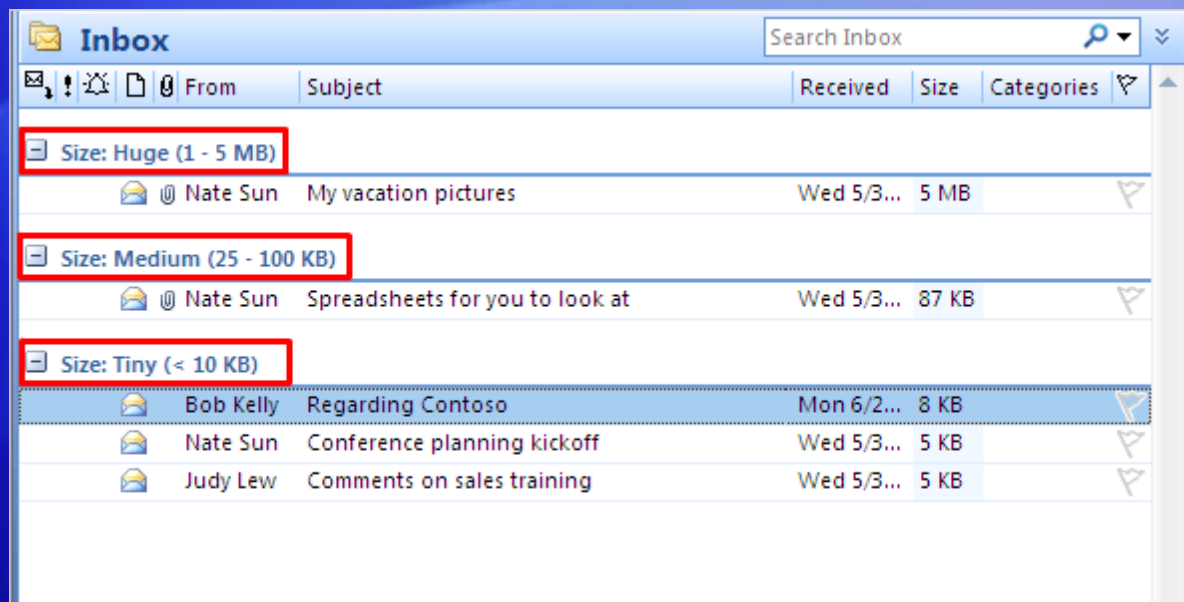 Inbox Search Inbox
From Subject Received Size Categories
Size: Huge (1 - 5 MB)
Nate Sun My vacation pictures Wed 5/3... 5 MB
Size: Medium (25 - 100 KB)
Nate Sun Spreadsheets for you to look at Wed 5/3... 87 KB
Size: Tiny (< 10 KB)
Bob Kelly Regarding Contoso Mon 6/2... 8 KB
Nate Sun Conference planning kickoff Wed 5/3... 5 KB
Judy Lew Comments on sales training Wed 5/3... 5 KB